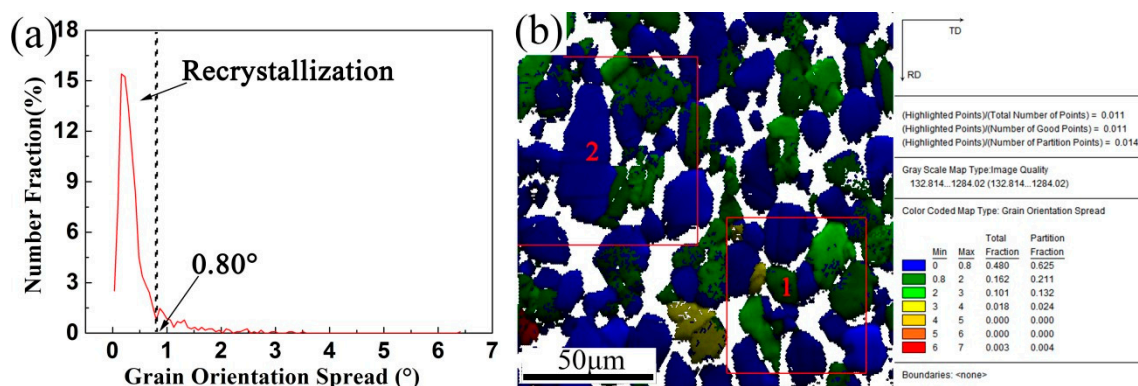 (a)
18
15
12
9
6
3
0
Number Fraction(%)
Recrystallization
0.80°
0 1 2 3 4 5 6 7
Grain Orientation Spread (°)
(b)
2
1
50μm
TD
RD
(Highlighted Points)/(Total Number of Points) = 0.011
(Highlighted Points)/(Number of Good Points) = 0.011
(Highlighted Points)/(Number of Partition Points) = 0.014
Gray Scale Map Type:Image Quality
132.814...1284.02 (132.814...1284.02)
Color Coded Map Type: Grain Orientation Spread
Total Partition
Min Max Fraction Fraction
0 0.8 0.480 0.625
0.8 2 0.162 0.211
2 3 0.101 0.132
3 4 0.018 0.024
4 5 0.000 0.000
5 6 0.000 0.000
6 7 0.003 0.004
Boundaries: <none>